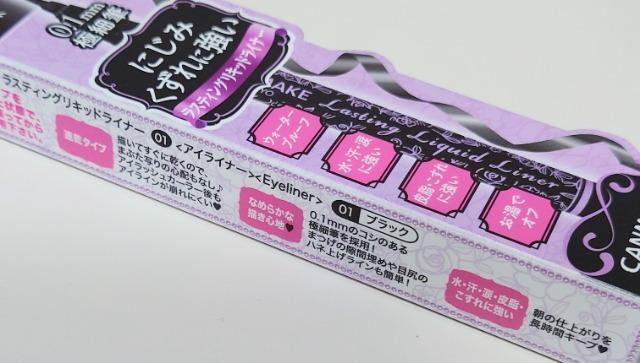 0.1mm
極細筆
にじみ
くずれに強い
ラスティングリキッドライナー
AKE
Lasting Liquid Liner
ウォーター
プルーフ
水・汗・涙
に強い
皮脂・すれ
に強い
お湯で
オフ
CAN
ラスティングリキッドライナー 01 <アイライナー><Eyeliner> 01 ブラック
速乾タイプ
描いてすぐに乾くので、
まぶた写りの心配もなし♪
アイラッシュカーラー後も
アイラインが崩れにくい♥
なめらかな
描き心地♥
0.1mmのコシのある
極細筆を採用!
まつげの隙間埋めや目尻の
ハネ上げラインも簡単!
水・汗・涙・皮脂・
こすれに強い
朝の仕上がりを
長時間キープ♥